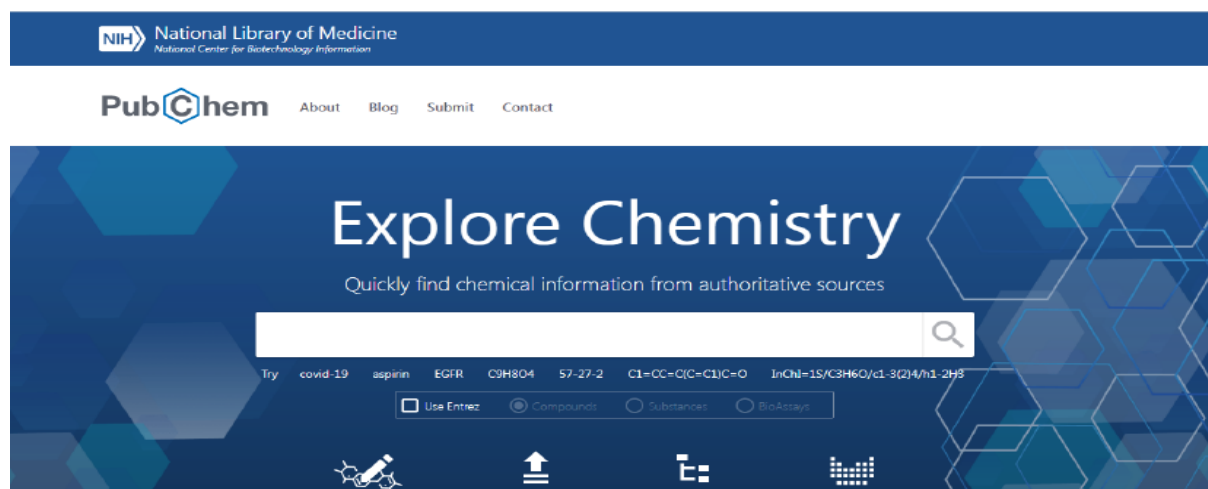 NIH National Library of Medicine
National Center for Biotechnology Information
PubChem About Blog Submit Contact
Explore Chemistry
Quickly find chemical information from authoritative sources
Try covid-19 aspirin EGFR C9H8O4 57-27-2 C1=CC=C(C=C1)C=O InChI=1S/C3H6O/c1-3(2)4/h1-2H3
Use Entrez Compounds Substances BioAssays